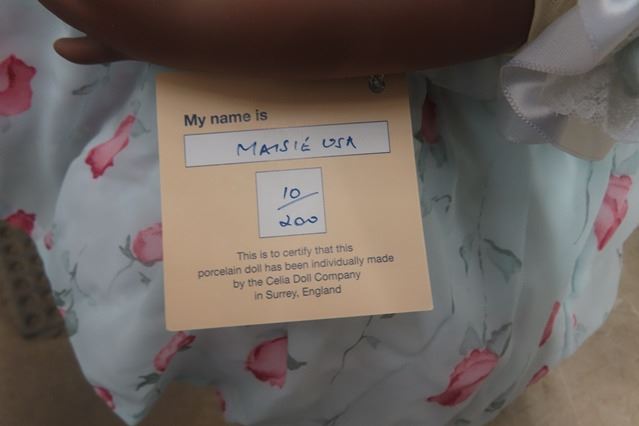 My name is
MAISIE USA
10/200
This is to certify that this
porcelain doll has been individually made
by the Celia Doll Company
in Surrey, England